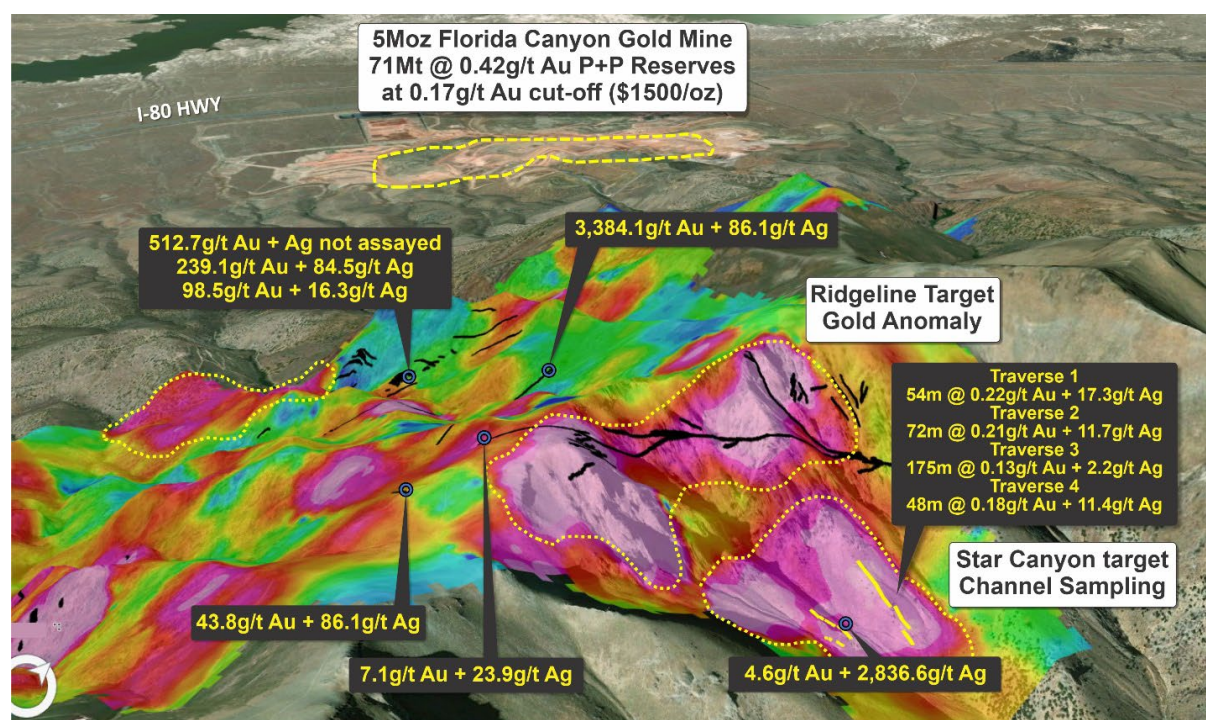 5Moz Florida Canyon Gold Mine
71Mt @ 0.42g/t Au P+P Reserves
at 0.17g/t Au cut-off ($1500/oz)
I-80 HWY
512.7g/t Au + Ag not assayed
239.1g/t Au + 84.5g/t Ag
98.5g/t Au + 16.3g/t Ag
3,384.1g/t Au + 86.1g/t Ag
Ridgeline Target
Gold Anomaly
Traverse 1
54m @ 0.22g/t Au + 17.3g/t Ag
Traverse 2
72m @ 0.21g/t Au + 11.7g/t Ag
Traverse 3
175m @ 0.13g/t Au + 2.2g/t Ag
Traverse 4
48m @ 0.18g/t Au + 11.4g/t Ag
Star Canyon target
Channel Sampling
43.8g/t Au + 86.1g/t Ag
7.1g/t Au + 23.9g/t Ag
4.6g/t Au + 2,836.6g/t Ag